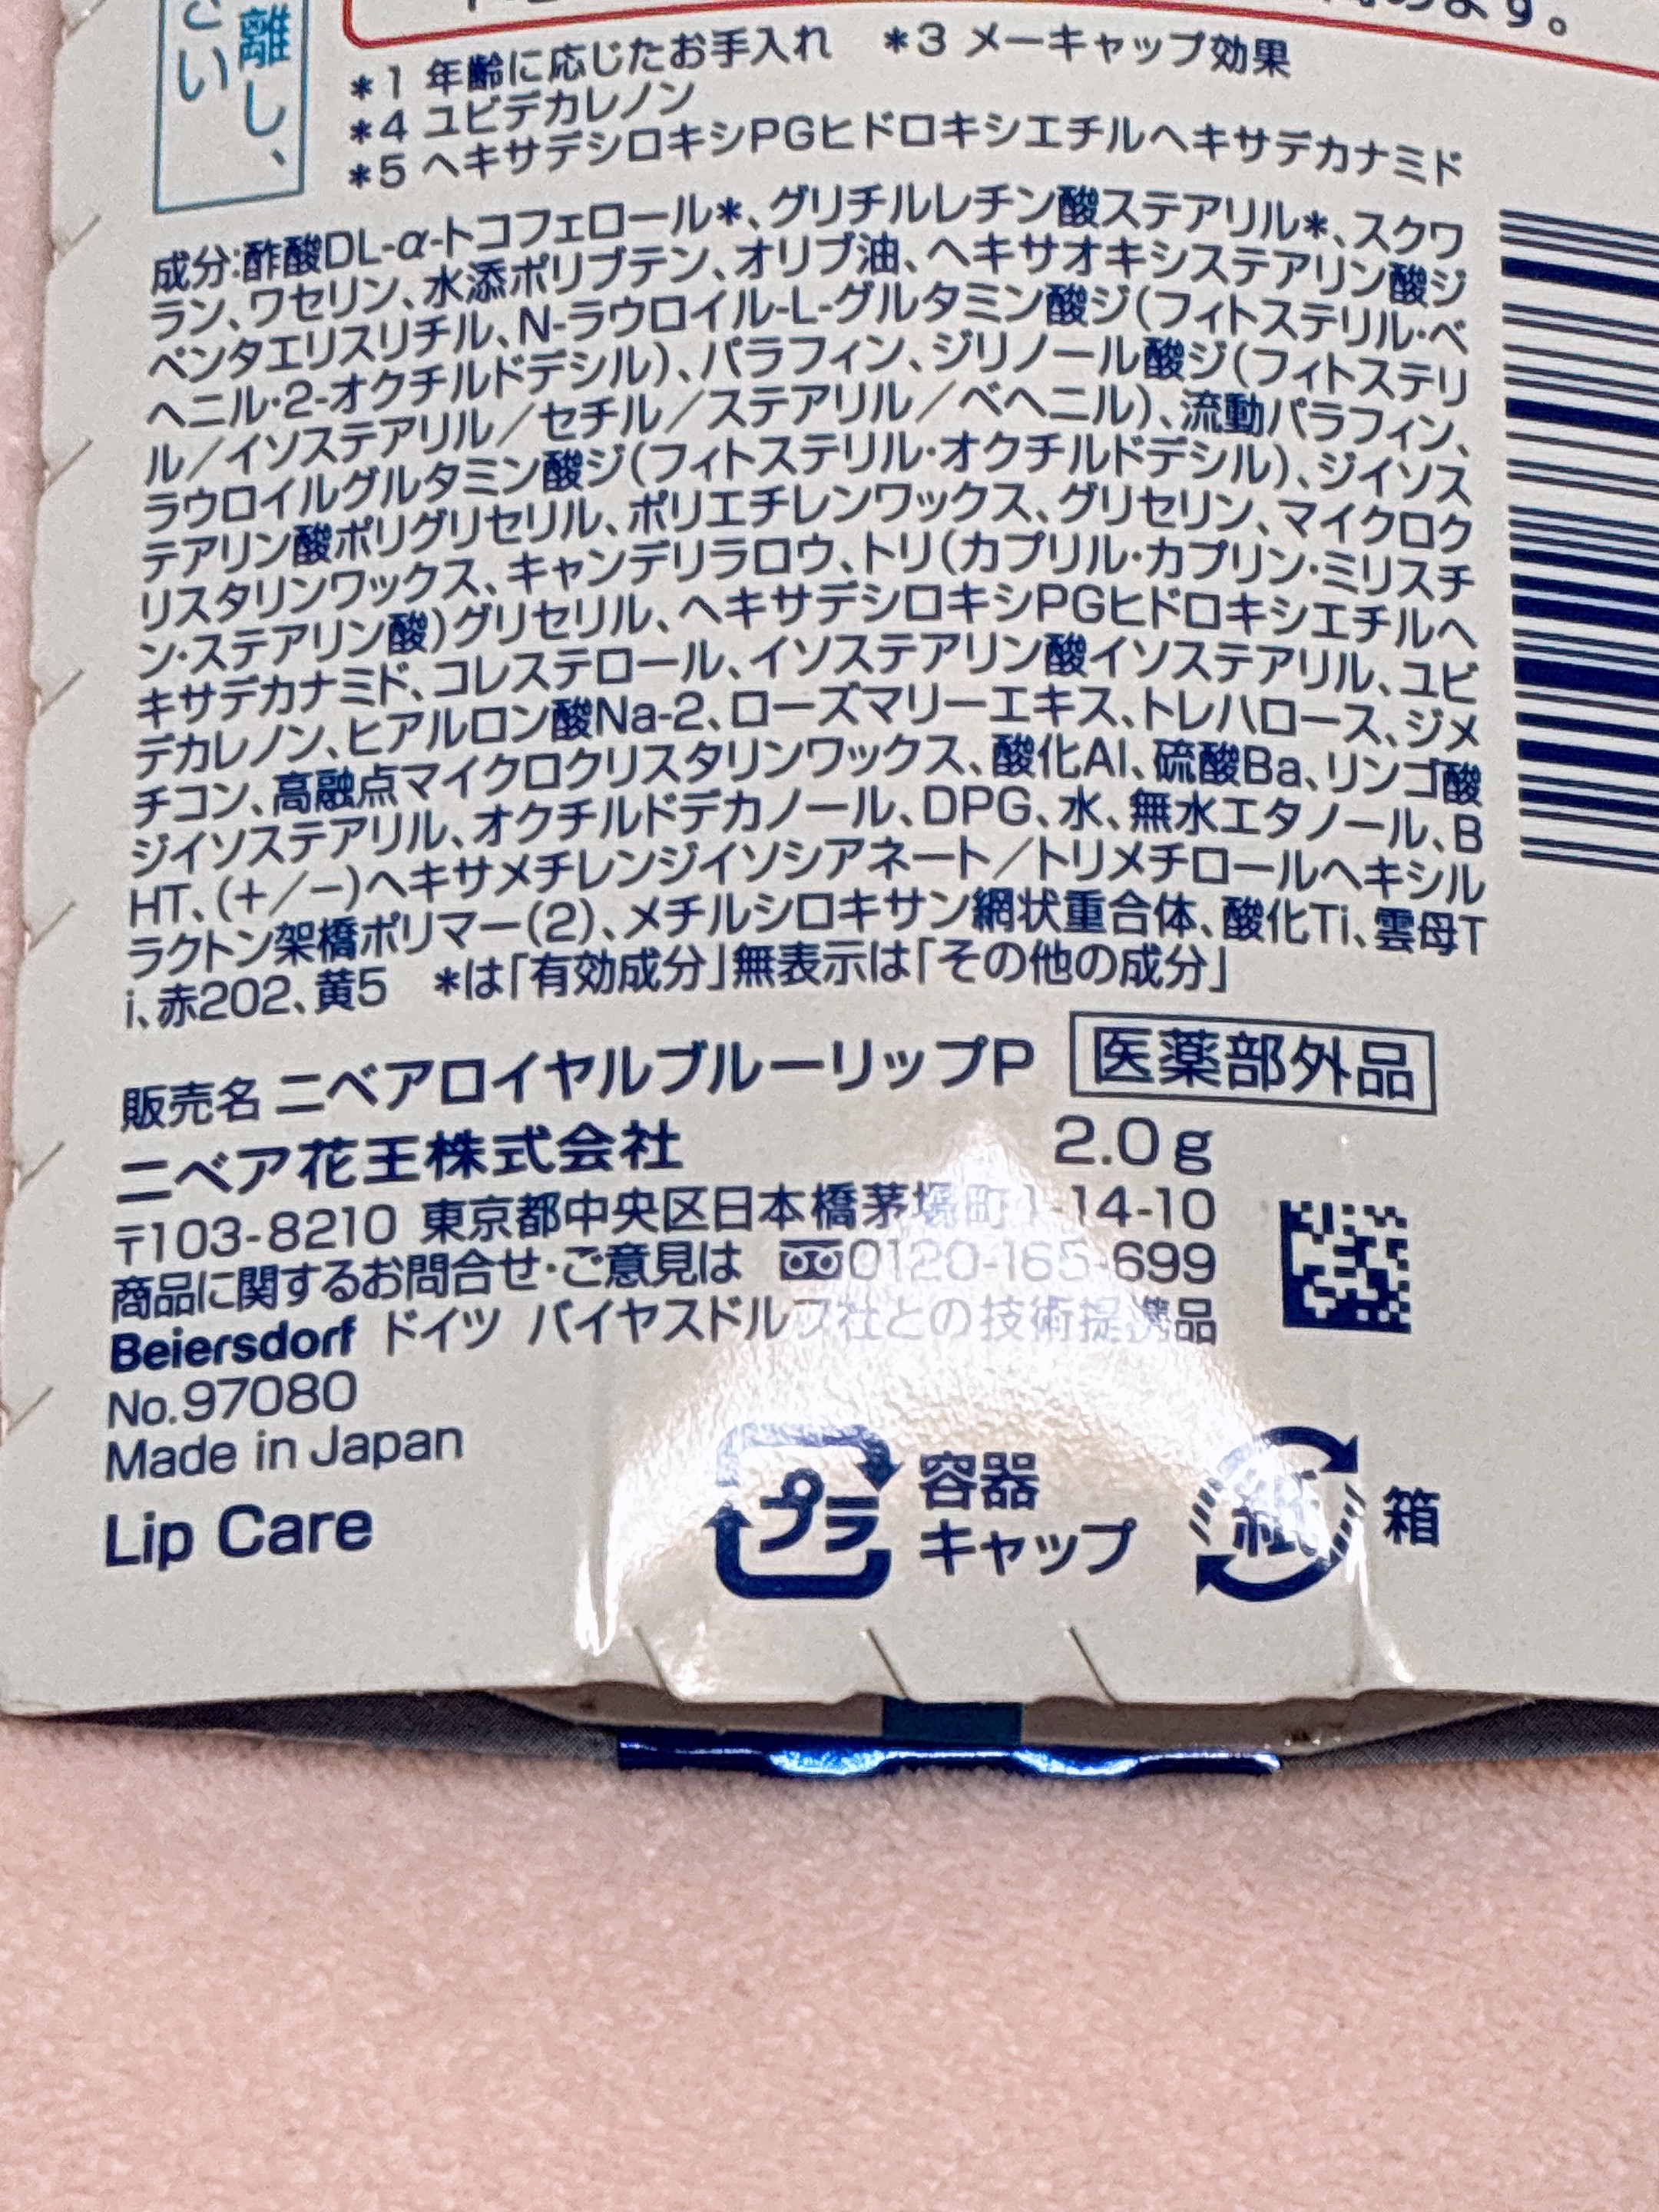 離し、
さい
*1 年齢に応じたお手入れ　*3 メーキャップ効果
*4 ユビデカレノン
*5 ヘキサデシロキシPGヒドロキシエチルヘキサデカナミド
成分:酢酸DL-α-トコフェロール*、グリチルレチン酸ステアリル*、スクワ
ラン、ワセリン、水添ポリブテン、オリブ油、ヘキサオキシステアリン酸ジ
ペンタエリスリチル、N-ラウロイル-L-グルタミン酸ジ(フィトステリル・ベ
ヘニル・2-オクチルドデシル)、パラフィン、ジリノール酸ジ(フィトステリ
ル/イソステアリル/セチル/ステアリル/ベヘニル)、流動パラフィン、
ラウロイルグルタミン酸ジ(フィトステリル・オクチルドデシル)、ジイソス
テアリン酸ポリグリセリル、ポリエチレンワックス、グリセリン、マイクロク
リスタリンワックス、キャンデリラロウ、トリ(カプリル・カプリン・ミリスチ
ン・ステアリン酸)グリセリル、ヘキサデシロキシPGヒドロキシエチルヘ
キサデカナミド、コレステロール、イソステアリン酸イソステアリル、ユビ
デカレノン、ヒアルロン酸Na-2、ローズマリーエキス、トレハロース、ジメ
チコン、高融点マイクロクリスタリンワックス、酸化Al、硫酸Ba、リンゴ酸
ジイソステアリル、オクチルドデカノール、DPG、水、無水エタノール、B
HT、(+/-)ヘキサメチレンジイソシアネート/トリメチロールヘキシル
ラクトン架橋ポリマー(2)、メチルシロキサン網状重合体、酸化Ti、雲母T
i、赤202、黄5　*は「有効成分」無表示は「その他の成分」
販売名 ニベアロイヤルブルーリップP 医薬部外品
ニベア花王株式会社 2.0g
〒103-8210 東京都中央区日本橋茅場町1-14-10
商品に関するお問合せ・ご意見は 0120-165-699
Beiersdorf ドイツ バイヤスドルフ社との技術提携品
No.97080
Made in Japan
Lip Care
プラ 容器
キャップ
紙 箱